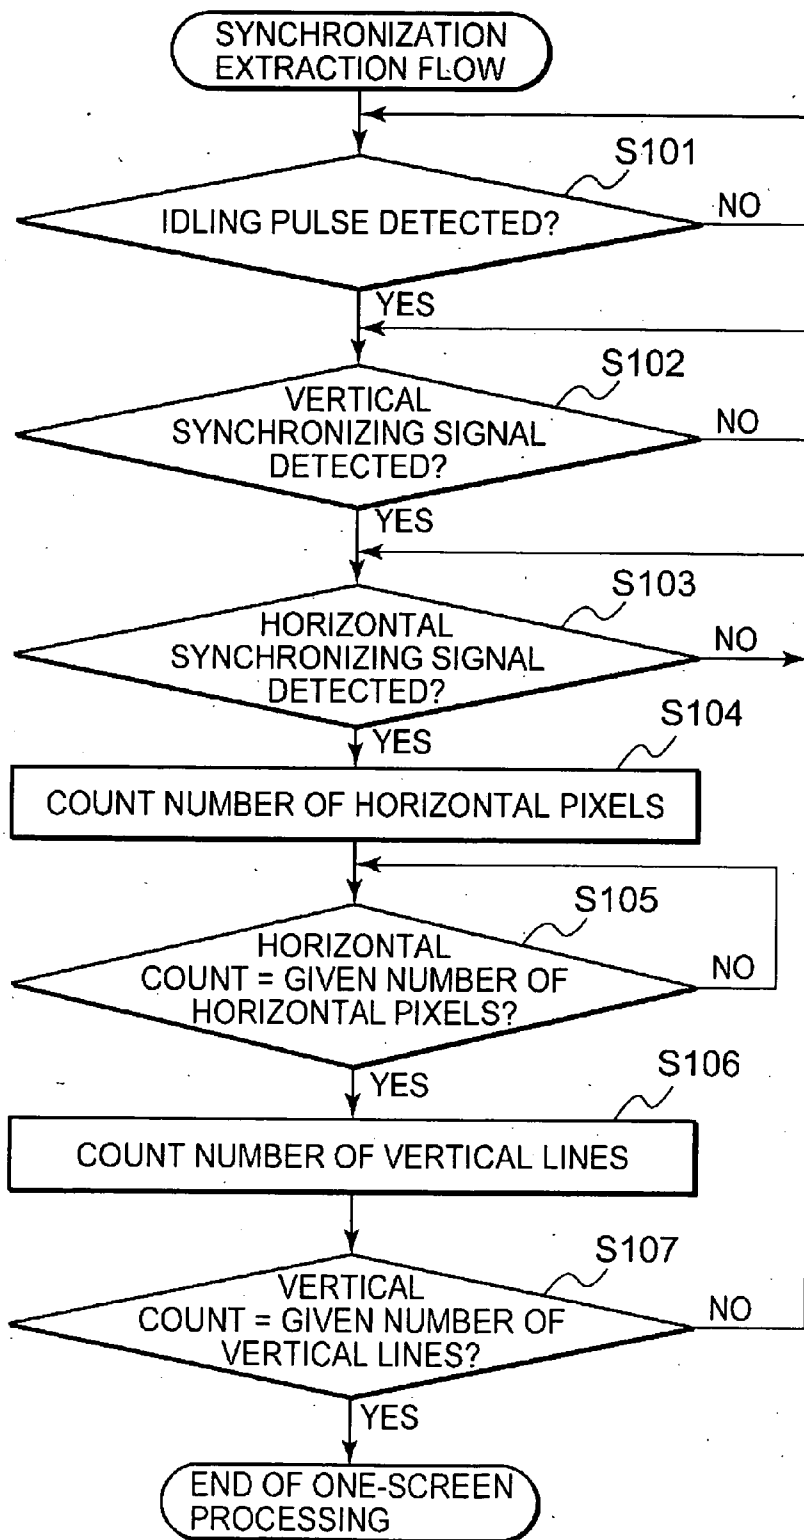 SYNCHRONIZATION
EXTRACTION FLOW
S101
IDLING PULSE DETECTED?
NO
YES
S102
VERTICAL
SYNCHRONIZING SIGNAL
DETECTED?
NO
YES
S103
HORIZONTAL
SYNCHRONIZING SIGNAL
DETECTED?
NO
YES
S104
COUNT NUMBER OF HORIZONTAL PIXELS
S105
HORIZONTAL
COUNT = GIVEN NUMBER OF
HORIZONTAL PIXELS?
NO
YES
S106
COUNT NUMBER OF VERTICAL LINES
S107
VERTICAL
COUNT = GIVEN NUMBER OF
VERTICAL LINES?
NO
YES
END OF ONE-SCREEN
PROCESSING